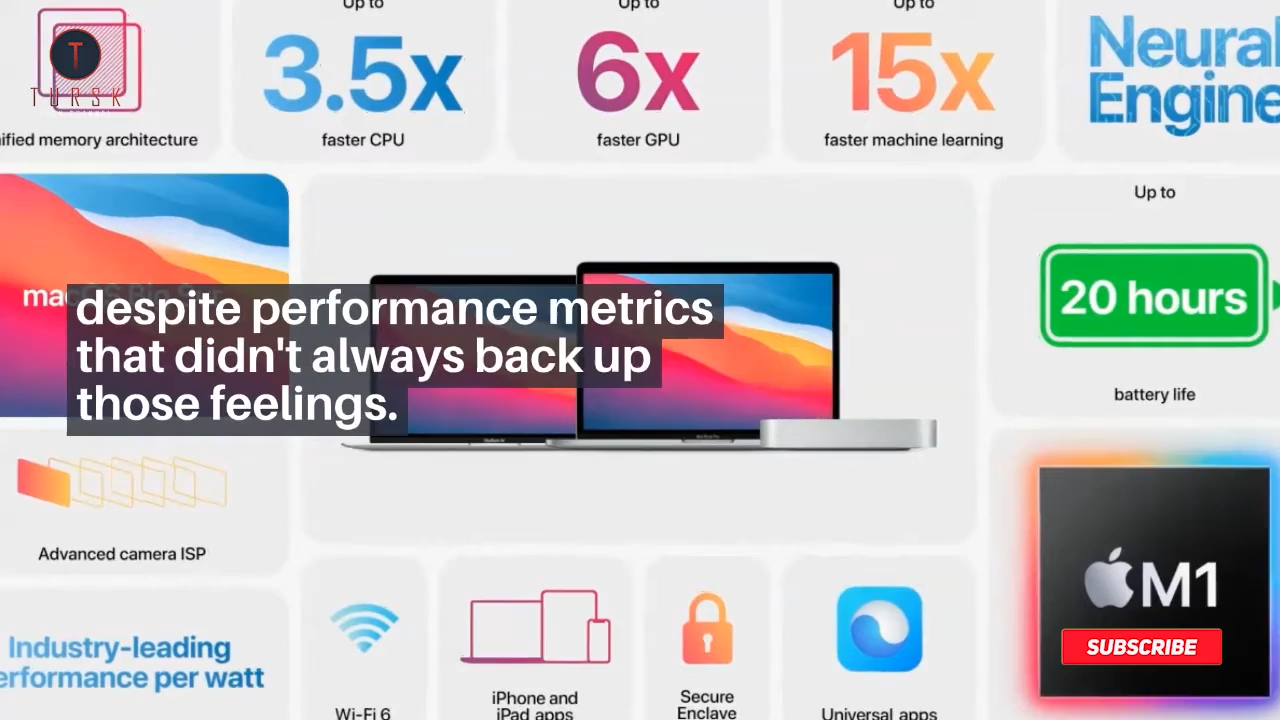 Up to
3.5x
faster CPU
Up to
6x
faster GPU
Up to
15x
faster machine learning
Neural
Engine
T
TURSK
ified memory architecture
Up to
20 hours
battery life
mac
despite performance metrics
that didn't always back up
those feelings.
Advanced camera ISP
M1
SUBSCRIBE
Industry-leading
erformance per watt
Wi-Fi 6
iPhone and
iPad apps
Secure
Enclave
Universal apps